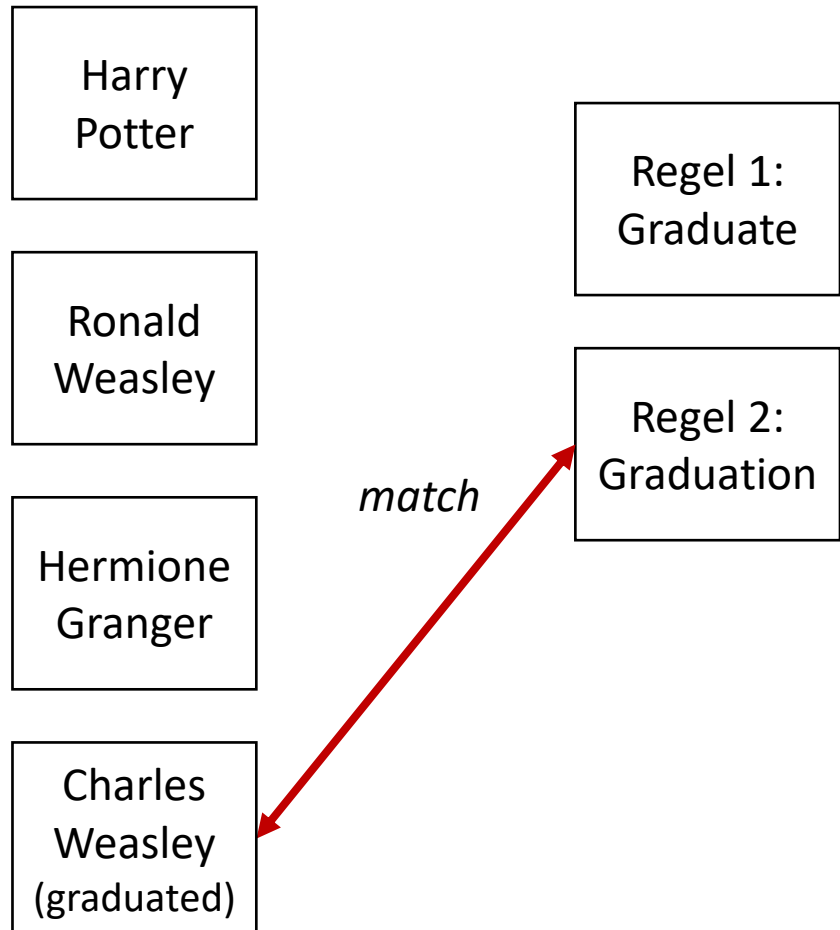 Harry
Potter
Ronald
Weasley
Hermione
Granger
Charles
Weasley
(graduated)
match
Regel 1:
Graduate
Regel 2:
Graduation